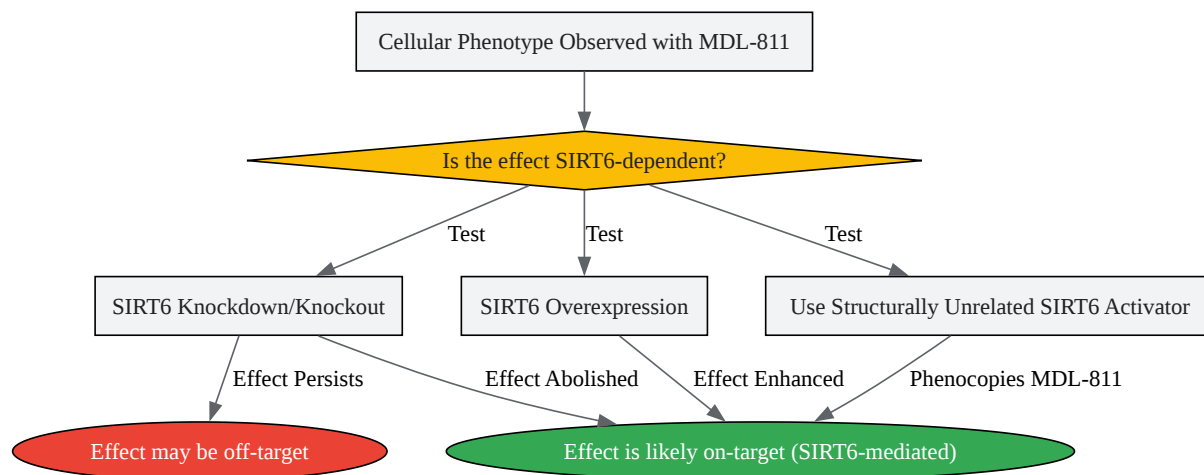 Cellular Phenotype Observed with MDL-811
Is the effect SIRT6-dependent?
Test
Test
Test
SIRT6 Knockdown/Knockout
SIRT6 Overexpression
Use Structurally Unrelated SIRT6 Activator
Effect Persists
Effect Abolished
Effect Enhanced
Phenocopies MDL-811
Effect may be off-target
Effect is likely on-target (SIRT6-mediated)